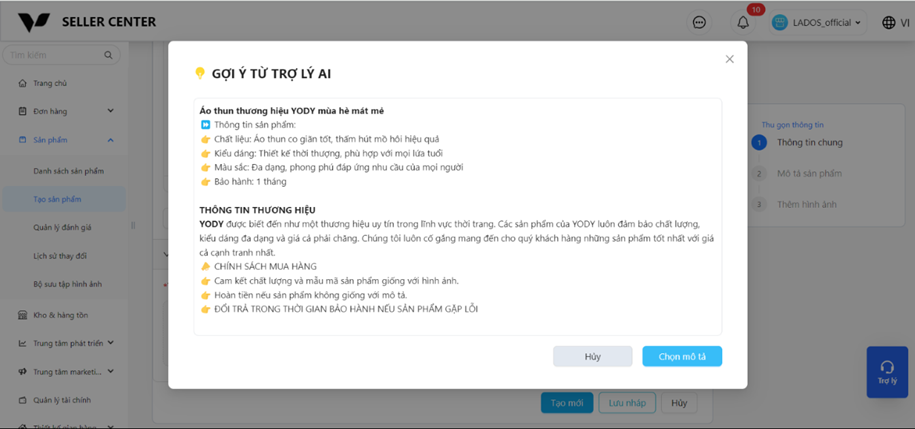 SELLER CENTER
10
LADOS_official
VI
Tìm kiếm
Trang chủ
Đơn hàng
Sản phẩm
Danh sách sản phẩm
Tạo sản phẩm
Quản lý đánh giá
Lịch sử thay đổi
Bộ sưu tập hình ảnh
Kho & hàng tồn
Trung tâm phát triển
Trung tâm marketi...
Quản lý tài chính
Thiết kế gian hàng
GỢI Ý TỪ TRỢ LÝ AI
Áo thun thương hiệu YODY mùa hè mát mẻ
⏩ Thông tin sản phẩm:
👉 Chất liệu: Áo thun co giãn tốt, thấm hút mồ hôi hiệu quả
👉 Kiểu dáng: Thiết kế thời thượng, phù hợp với mọi lứa tuổi
👉 Màu sắc: Đa dạng, phong phú đáp ứng nhu cầu của mọi người
👉 Bảo hành: 1 tháng
THÔNG TIN THƯƠNG HIỆU
YODY được biết đến như một thương hiệu uy tín trong lĩnh vực thời trang. Các sản phẩm của YODY luôn đảm bảo chất lượng,
kiểu dáng đa dạng và giá cả phải chăng. Chúng tôi luôn cố gắng mang đến cho quý khách hàng những sản phẩm tốt nhất với giá
cả cạnh tranh nhất.
CHÍNH SÁCH MUA HÀNG
👉 Cam kết chất lượng và mẫu mã sản phẩm giống với hình ảnh.
👉 Hoàn tiền nếu sản phẩm không giống với mô tả.
👉 ĐỔI TRẢ TRONG THỜI GIAN BẢO HÀNH NẾU SẢN PHẨM GẶP LỖI
Hủy
Chọn mô tả
Thu gọn thông tin
1 Thông tin chung
2 Mô tả sản phẩm
3 Thêm hình ảnh
Trợ lý
Tạo mới
Lưu nháp
Hủy